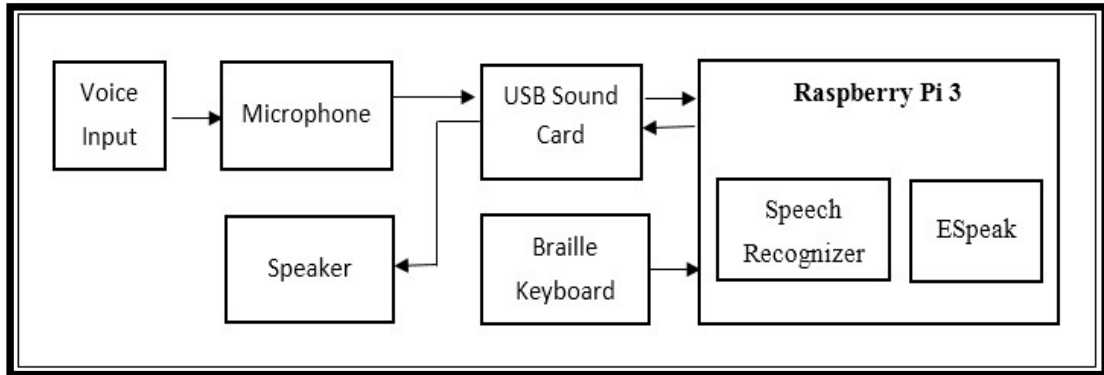 Voice
Input
Microphone
USB Sound
Card
Raspberry Pi 3
Speaker
Braille
Keyboard
Speech
Recognizer
ESpeak